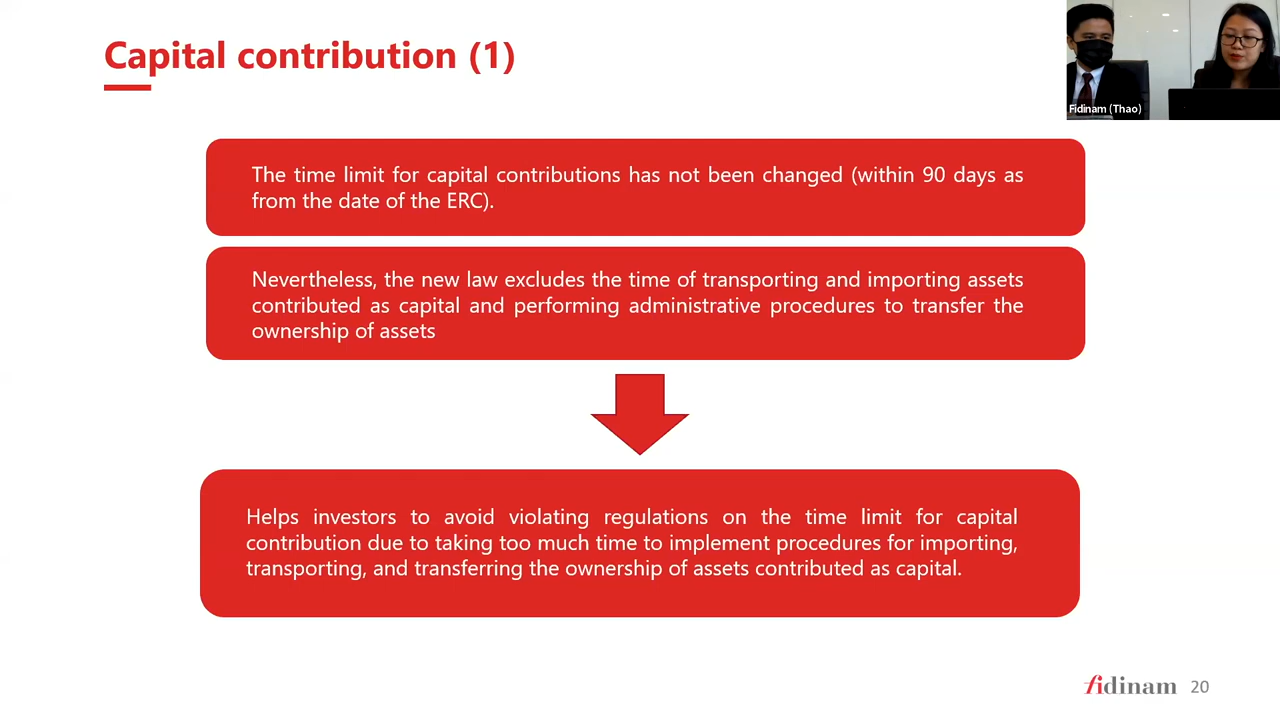 Capital contribution (1)
Fidinam (Thao)
The time limit for capital contributions has not been changed (within 90 days as
from the date of the ERC).
Nevertheless, the new law excludes the time of transporting and importing assets
contributed as capital and performing administrative procedures to transfer the
ownership of assets
Helps investors to avoid violating regulations on the time limit for capital
contribution due to taking too much time to implement procedures for importing,
transporting, and transferring the ownership of assets contributed as capital.
fidinam 20